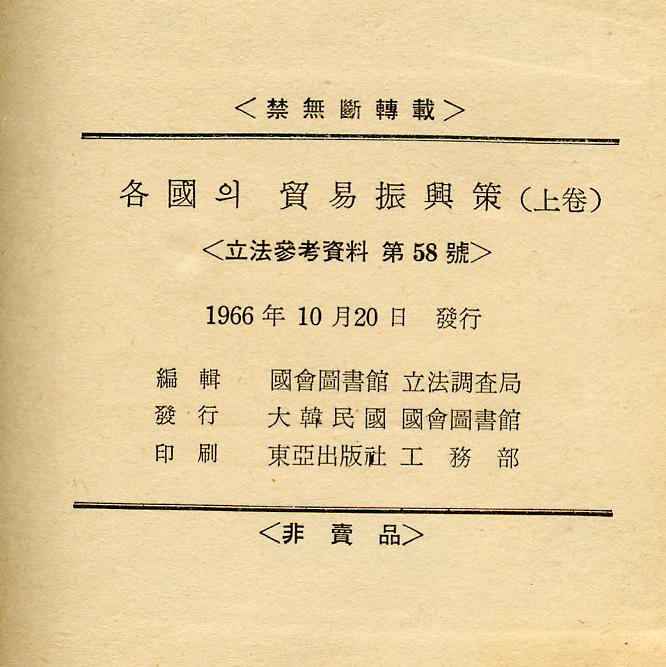 <禁無斷轉載>
各國의 貿易振興策(上卷)
<立法參考資料 第58號>
1966年 10月20日 發行
編輯 國會圖書館 立法調査局
發行 大韓民國 國會圖書館
印刷 東亞出版社 工務部
<非賣品>